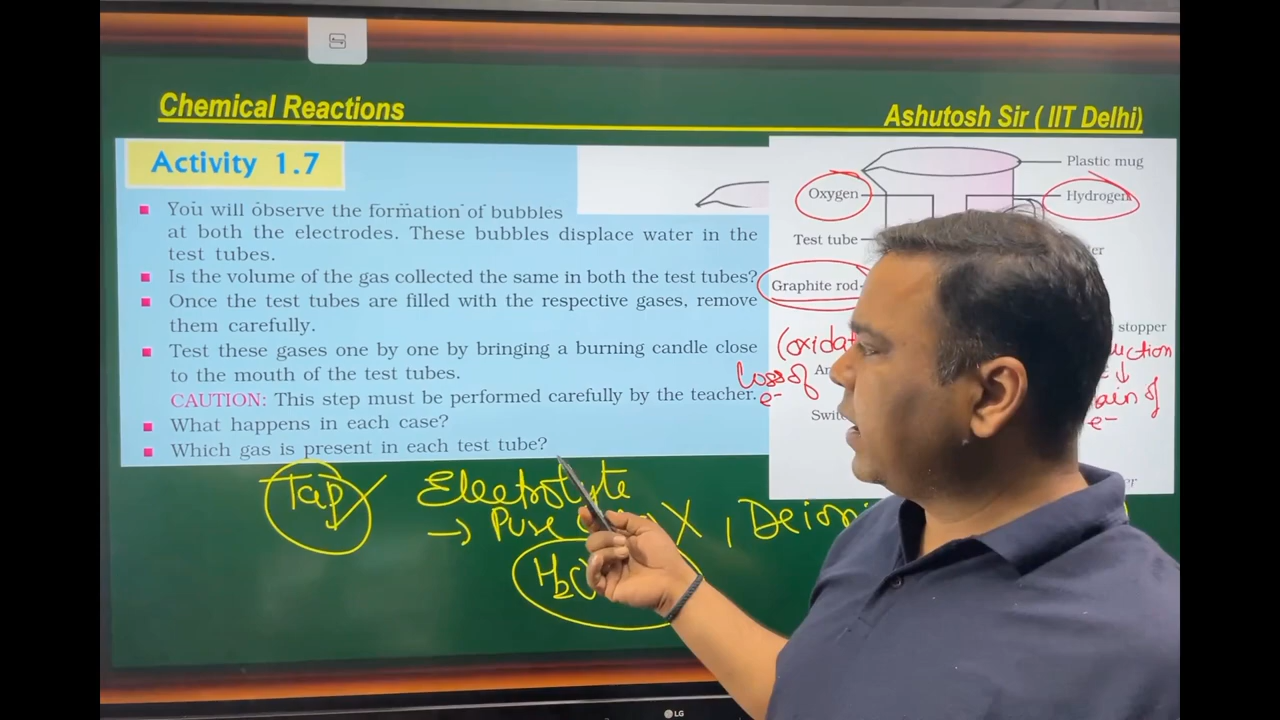 Chemical Reactions
Ashutosh Sir ( IIT Delhi)
Activity 1.7
You will observe the formation of bubbles
at both the electrodes. These bubbles displace water in the
test tubes.
Is the volume of the gas collected the same in both the test tubes?
Once the test tubes are filled with the respective gases, remove
them carefully.
Test these gases one by one by bringing a burning candle close
to the mouth of the test tubes.
CAUTION: This step must be performed carefully by the teacher.
What happens in each case?
Which gas is present in each test tube?
Plastic mug
Oxygen
Hydrogen
Test tube
Graphite rod
stopper
Loss of
e-
of
e-
Tap
Electrolyte
→ Pure X ,
LG